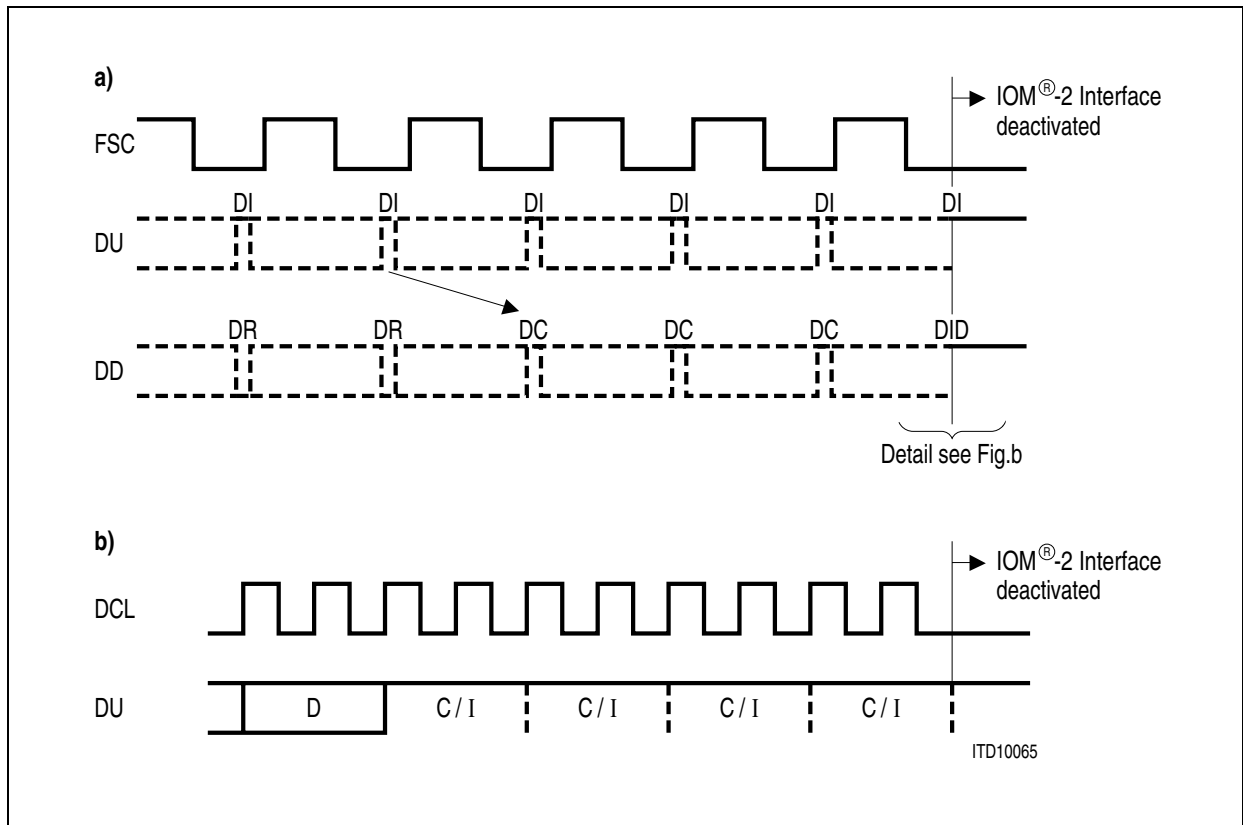 a)
IOM®-2 Interface
deactivated
FSC
DI DI DI DI DI DI
DU
DR DR DC DC DC DID
DD
Detail see Fig.b
b)
IOM®-2 Interface
deactivated
DCL
DU D C / I C / I C / I C / I
ITD10065